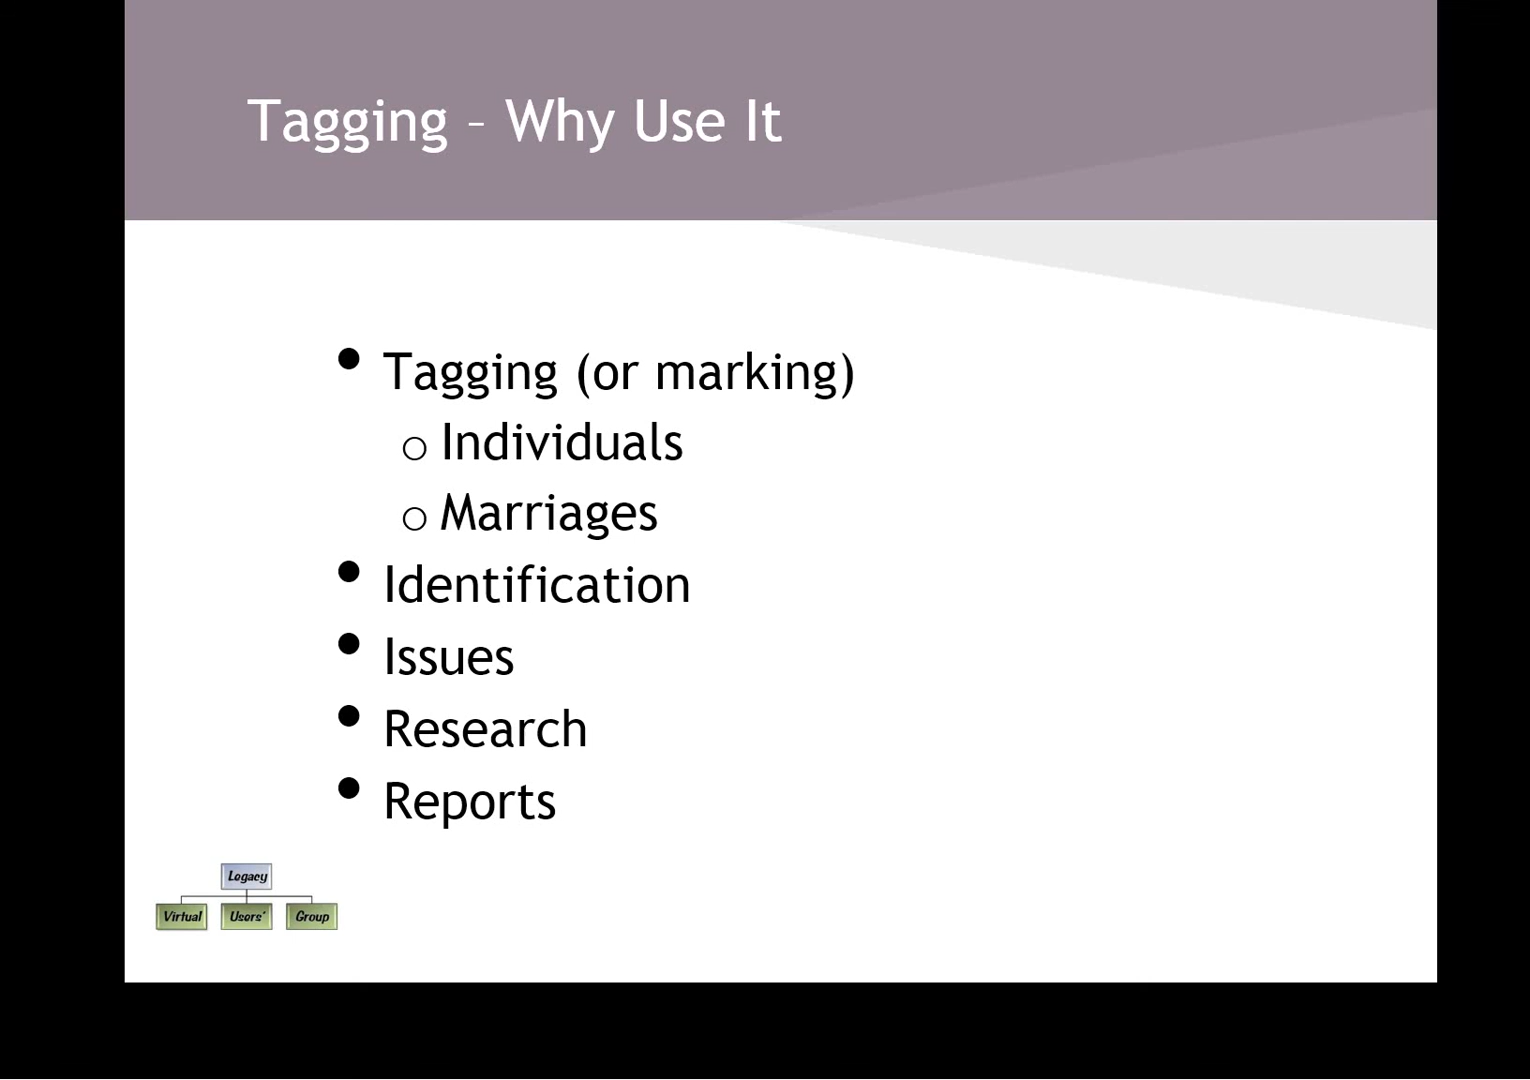 Tagging – Why Use It
• Tagging (or marking)
o Individuals
o Marriages
• Identification
• Issues
• Research
• Reports
Legacy
Virtual Users' Group